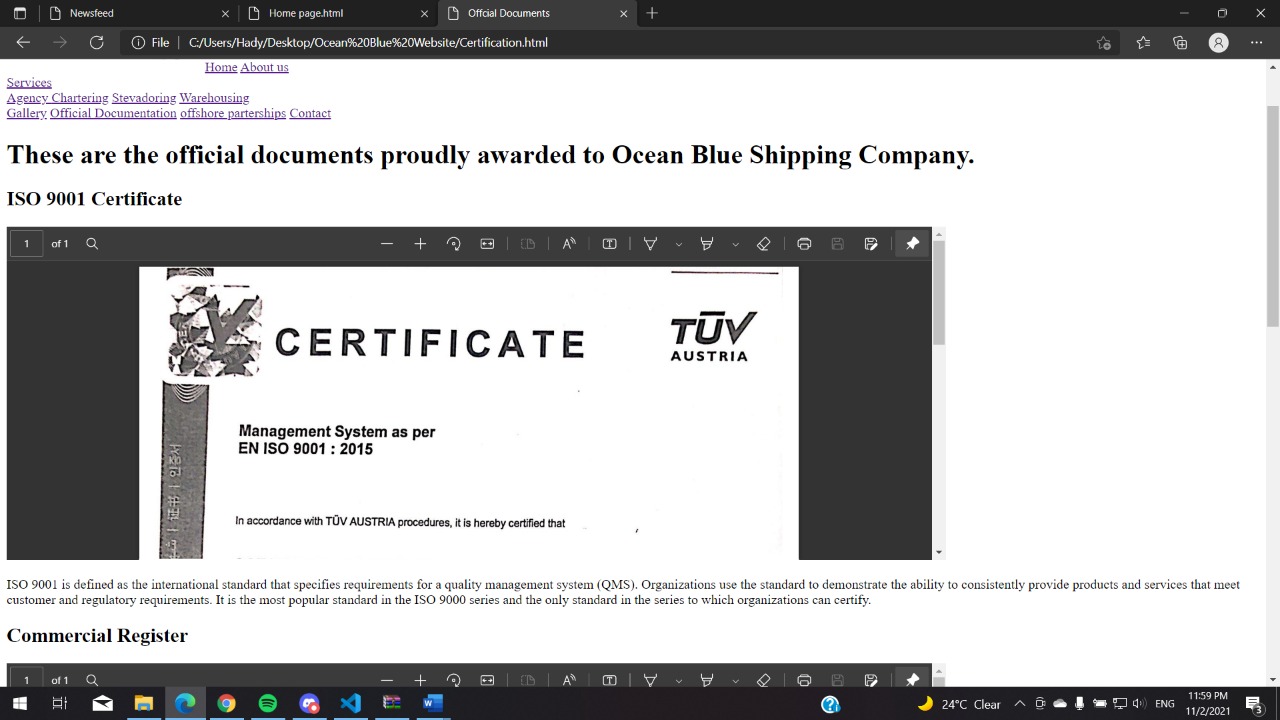 Newsfeed
Home page.html
Offcial Documents
File
C:/Users/Hady/Desktop/Ocean%20Blue%20Website/Certification.html
Home About us
Services
Agency Chartering Stevadoring Warehousing
Gallery Official Documentation offshore parterships Contact
These are the official documents proudly awarded to Ocean Blue Shipping Company.
ISO 9001 Certificate
1 of 1
CERTIFICATE
TÜV
AUSTRIA
Management System as per
EN ISO 9001 : 2015
证书 | 인증서
In accordance with TÜV AUSTRIA procedures, it is hereby certified that
ISO 9001 is defined as the international standard that specifies requirements for a quality management system (QMS). Organizations use the standard to demonstrate the ability to consistently provide products and services that meet
customer and regulatory requirements. It is the most popular standard in the ISO 9000 series and the only standard in the series to which organizations can certify.
Commercial Register
1 of 1
24°C Clear
ENG
11:59 PM
11/2/2021
3